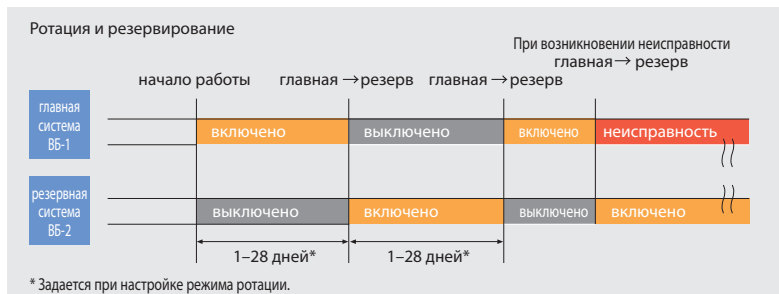 Ротация и резервирование
При возникновении неисправности
главная → резерв
начало работы
главная → резерв
главная → резерв
главная
система
ВБ-1
включено
выключено
включено
неисправность
резервная
система
ВБ-2
выключено
включено
выключено
включено
1–28 дней*
1–28 дней*
* Задается при настройке режима ротации.